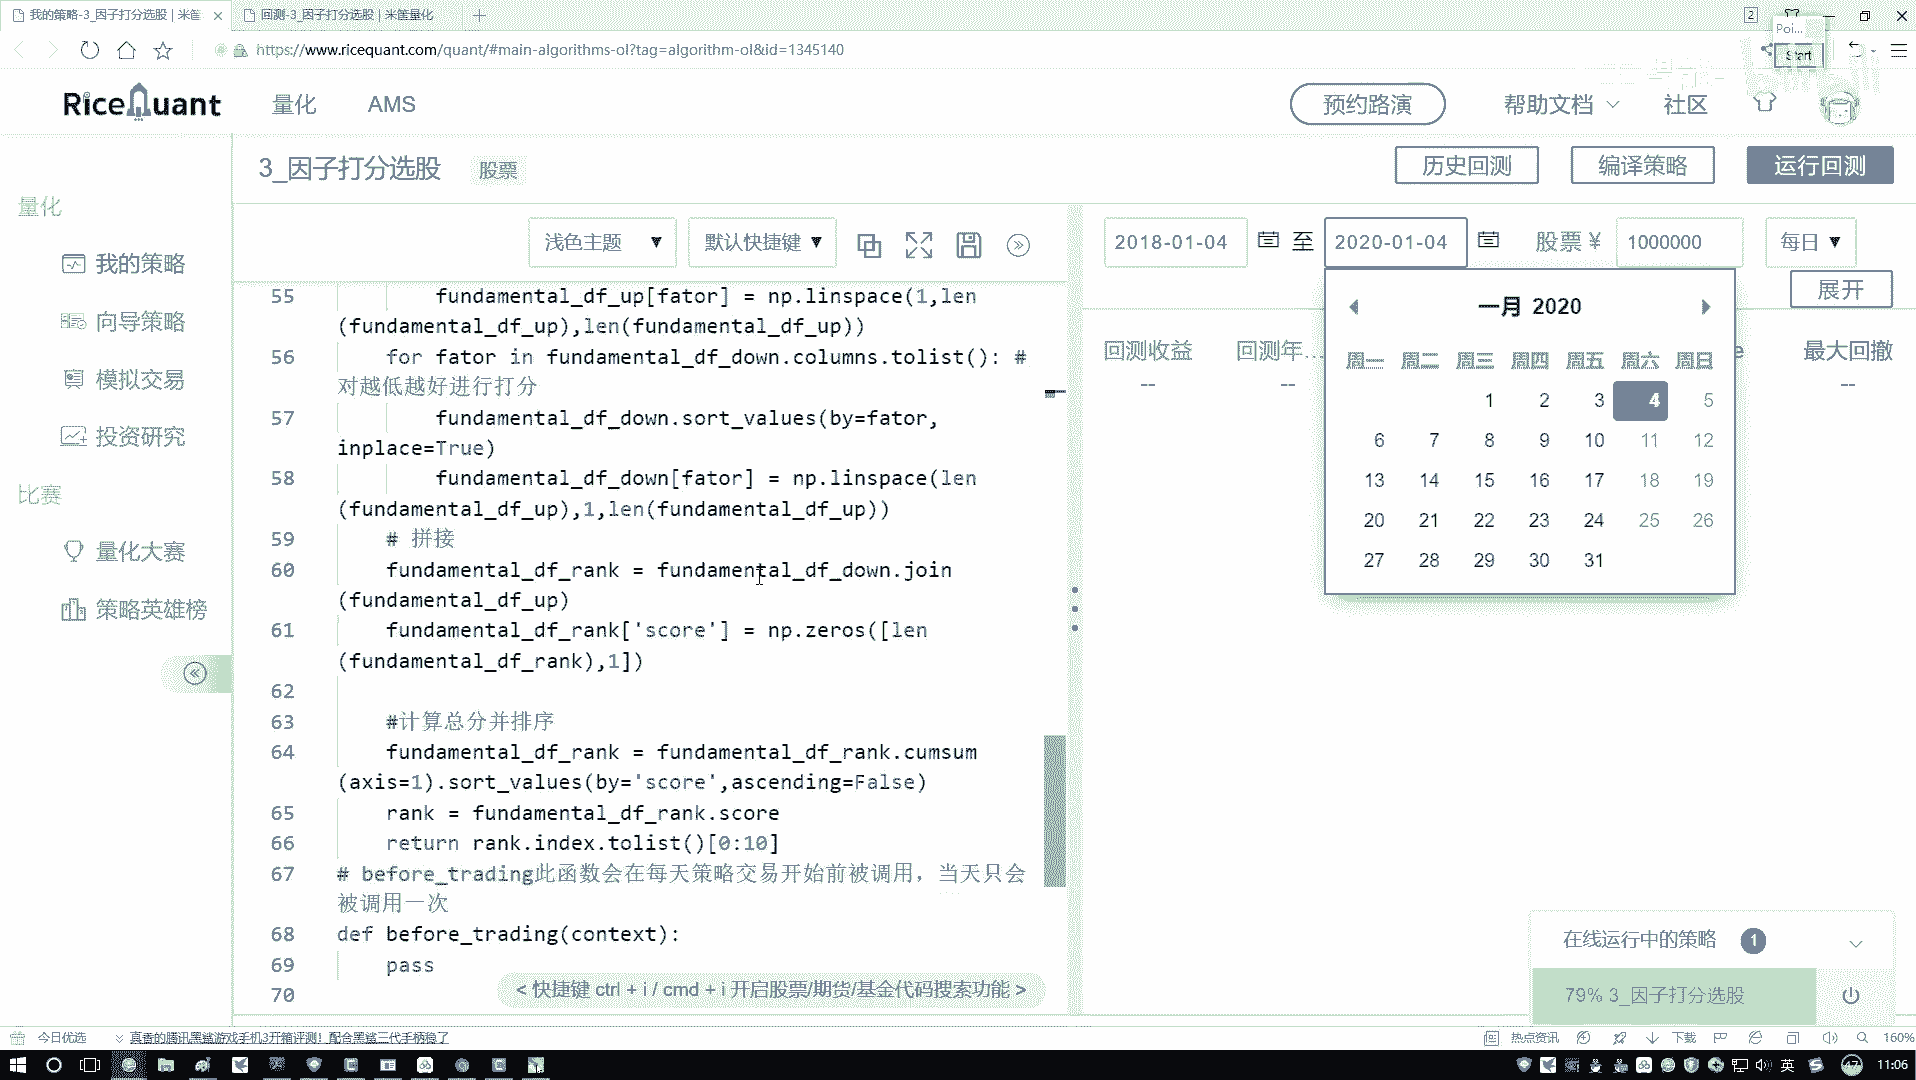 我的策略-3_因子打分选股 | 米筐
回测-3_因子打分选股 | 米筐量化
2
Poi...
https://www.ricequant.com/quant/#main-algorithms-ol?tag=algorithm-ol&id=1345140
Start
RiceQuant
量化
AMS
预约路演
帮助文档
社区
3_因子打分选股
股票
历史回测
编译策略
运行回测
量化
我的策略
向导策略
模拟交易
投资研究
比赛
量化大赛
策略英雄榜
浅色主题
默认快捷键
2018-01-04
至
2020-01-04
股票 ¥
1000000
每日
展开
55 fundamental_df_up[fator] = np.linspace(1,len
(fundamental_df_up),len(fundamental_df_up))
56 for fator in fundamental_df_down.columns.tolist(): #
对越低越好进行打分
57 fundamental_df_down.sort_values(by=fator,
inplace=True)
58 fundamental_df_down[fator] = np.linspace(len
(fundamental_df_up),1,len(fundamental_df_up))
59 # 拼接
60 fundamental_df_rank = fundamental_df_down.join
(fundamental_df_up)
61 fundamental_df_rank['score'] = np.zeros([len
(fundamental_df_rank),1])
62
63 #计算总分并排序
64 fundamental_df_rank = fundamental_df_rank.cumsum
(axis=1).sort_values(by='score',ascending=False)
65 rank = fundamental_df_rank.score
66 return rank.index.tolist()[0:10]
67 # before_trading此函数会在每天策略交易开始前被调用，当天只会
被调用一次
68 def before_trading(context):
69 pass
70
< 快捷键 ctrl + i / cmd + i 开启股票/期货/基金代码搜索功能 >
回测收益
--
回测年...
--
e
最大回撤
--
一月 2020
周一 周二 周三 周四 周五 周六 周日
1 2 3 4 5
6 7 8 9 10 11 12
13 14 15 16 17 18 19
20 21 22 23 24 25 26
27 28 29 30 31
在线运行中的策略 1
79% 3_因子打分选股
今日优选
真香的腾讯黑鲨游戏手机3开箱评测！配合黑鲨三代手柄稳了
热点资讯
下载
160%
英
47
11:06